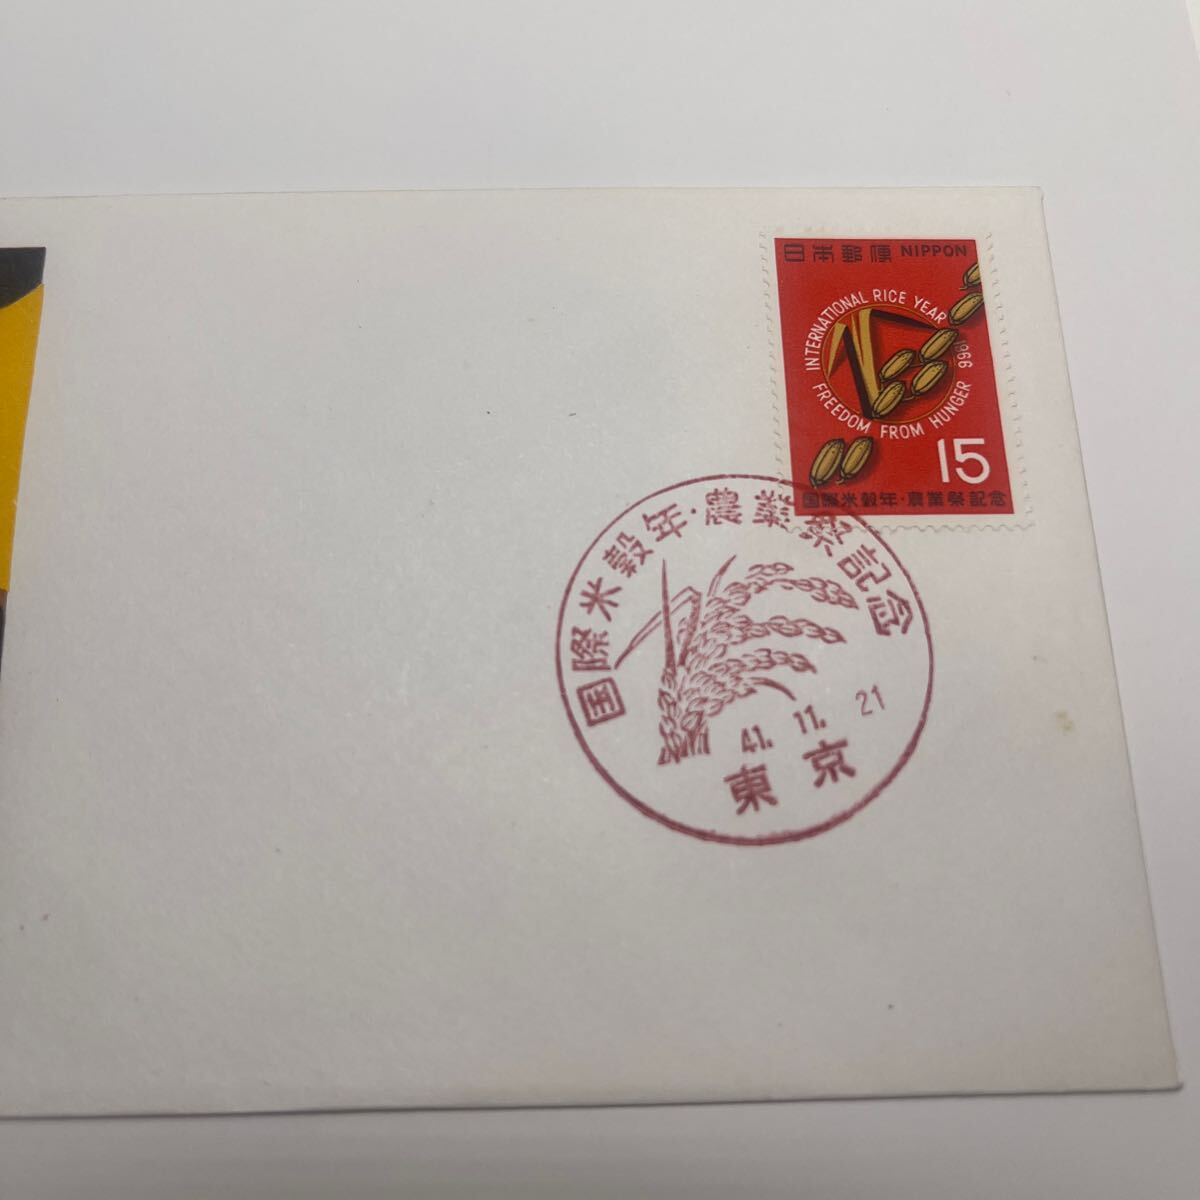 日本郵便 NIPPON
INTERNATIONAL RICE YEAR 1966
FREEDOM FROM HUNGER
15
国際米穀年・農業祭記念
国際米穀年・農業祭記念
41. 11. 21
東京